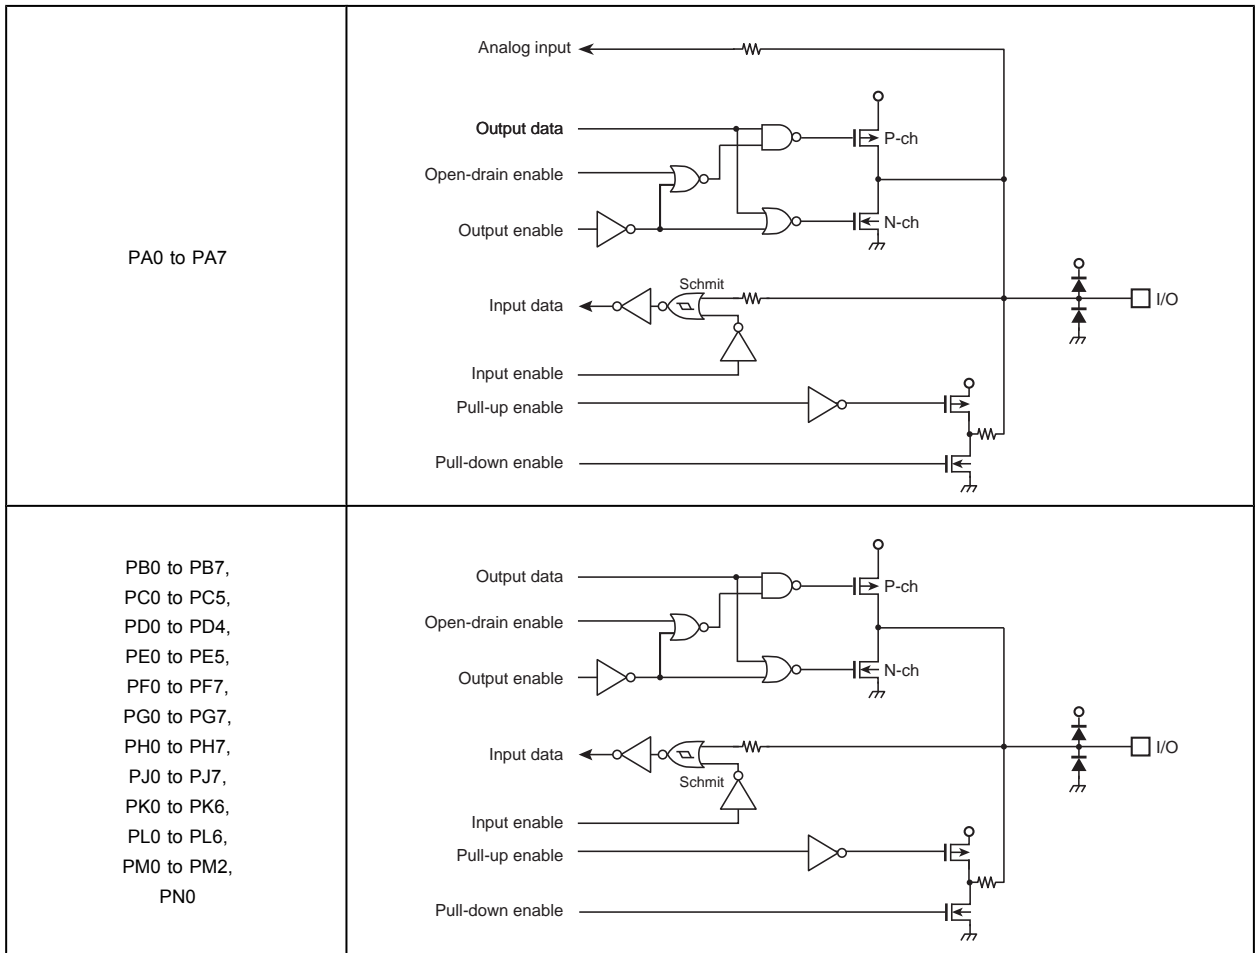 PA0 to PA7
Analog input
Output data
P-ch
Open-drain enable
Output enable
N-ch
Schmit
Input data
I/O
Input enable
Pull-up enable
Pull-down enable
PB0 to PB7,
PC0 to PC5,
PD0 to PD4,
PE0 to PE5,
PF0 to PF7,
PG0 to PG7,
PH0 to PH7,
PJ0 to PJ7,
PK0 to PK6,
PL0 to PL6,
PM0 to PM2,
PN0
Output data
P-ch
Open-drain enable
Output enable
N-ch
Input data
I/O
Schmit
Input enable
Pull-up enable
Pull-down enable